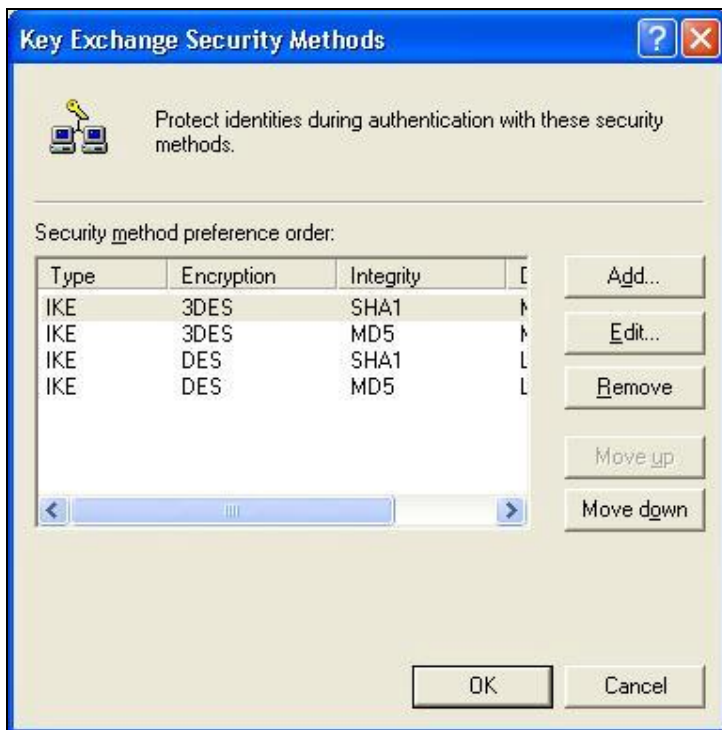 Key Exchange Security Methods
Protect identities during authentication with these security
methods.
Security method preference order:
Type Encryption Integrity D
IKE 3DES SHA1 M
IKE 3DES MD5 M
IKE DES SHA1 L
IKE DES MD5 L
Add...
Edit...
Remove
Move up
Move down
OK Cancel